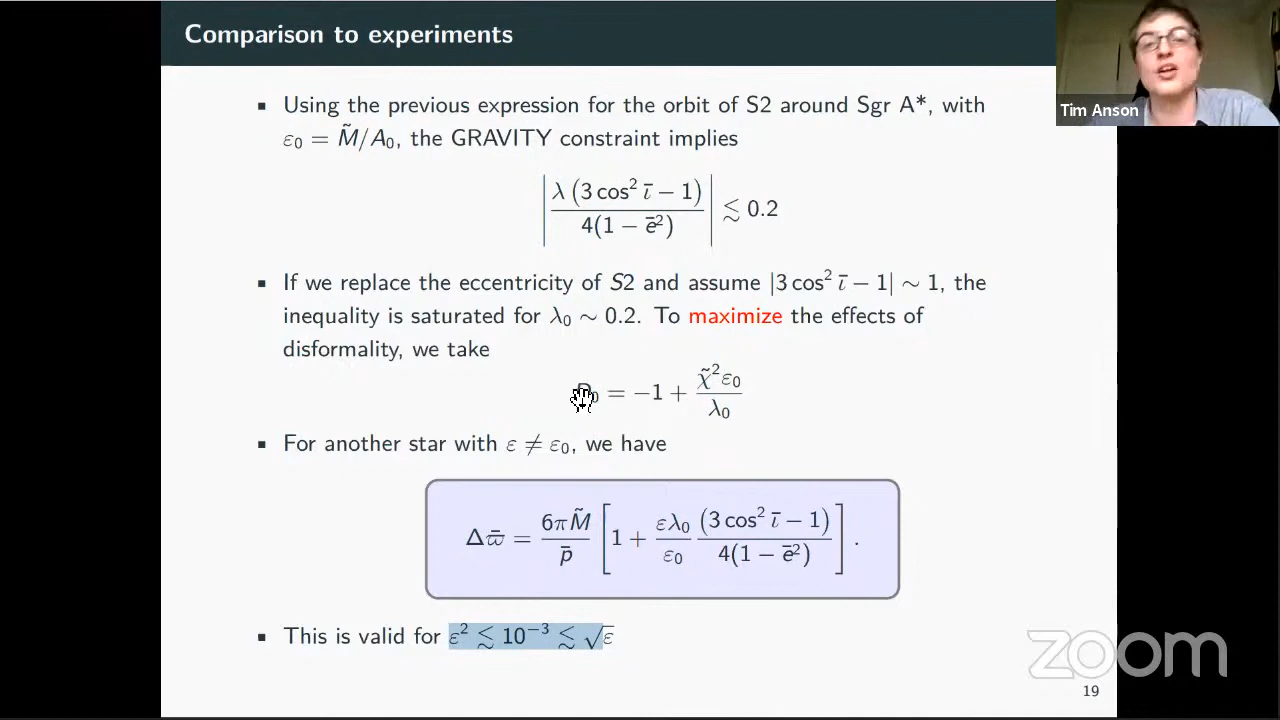 Comparison to experiments
Tim Anson
▪ Using the previous expression for the orbit of S2 around Sgr A*, with
ε₀ = M̃/A₀, the GRAVITY constraint implies
| λ (3 cos² ῑ − 1) / 4(1 − ē²) | ≲ 0.2
▪ If we replace the eccentricity of S2 and assume |3 cos² ῑ − 1| ∼ 1, the
inequality is saturated for λ₀ ∼ 0.2. To maximize the effects of
disformality, we take
₀ = −1 + χ̃²ε₀ / λ₀
▪ For another star with ε ≠ ε₀, we have
Δϖ̄ = 6πM̃ / p̄ [ 1 + ελ₀ / ε₀ (3 cos² ῑ − 1) / 4(1 − ē²) ] .
▪ This is valid for ε² ≲ 10⁻³ ≲ √ε
zoom
19